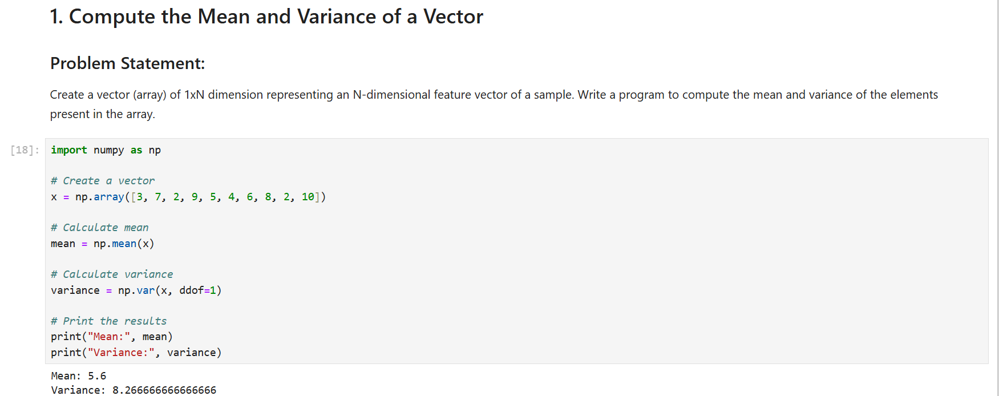 1. Compute the Mean and Variance of a Vector
Problem Statement:
Create a vector (array) of 1xN dimension representing an N-dimensional feature vector of a sample. Write a program to compute the mean and variance of the elements
present in the array.
[18]: import numpy as np
# Create a vector
x = np.array([3, 7, 2, 9, 5, 4, 6, 8, 2, 10])
# Calculate mean
mean = np.mean(x)
# Calculate variance
variance = np.var(x, ddof=1)
# Print the results
print("Mean:", mean)
print("Variance:", variance)
Mean: 5.6
Variance: 8.266666666666666